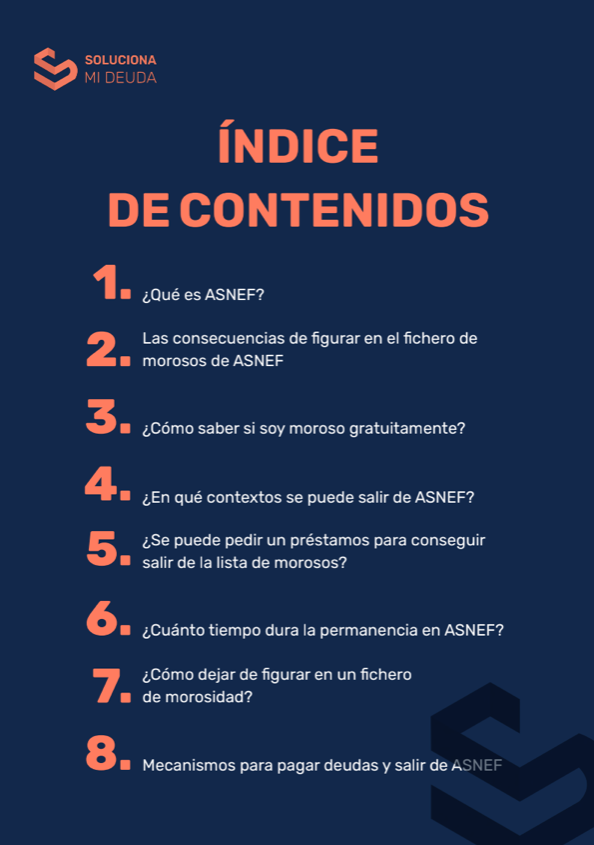 SOLUCIONA
MI DEUDA
ÍNDICE
DE CONTENIDOS
1. ¿Qué es ASNEF?
2. Las consecuencias de figurar en el fichero de
morosos de ASNEF
3. ¿Cómo saber si soy moroso gratuitamente?
4. ¿En qué contextos se puede salir de ASNEF?
5. ¿Se puede pedir un préstamos para conseguir
salir de la lista de morosos?
6. ¿Cuánto tiempo dura la permanencia en ASNEF?
7. ¿Cómo dejar de figurar en un fichero
de morosidad?
8. Mecanismos para pagar deudas y salir de ASNEF